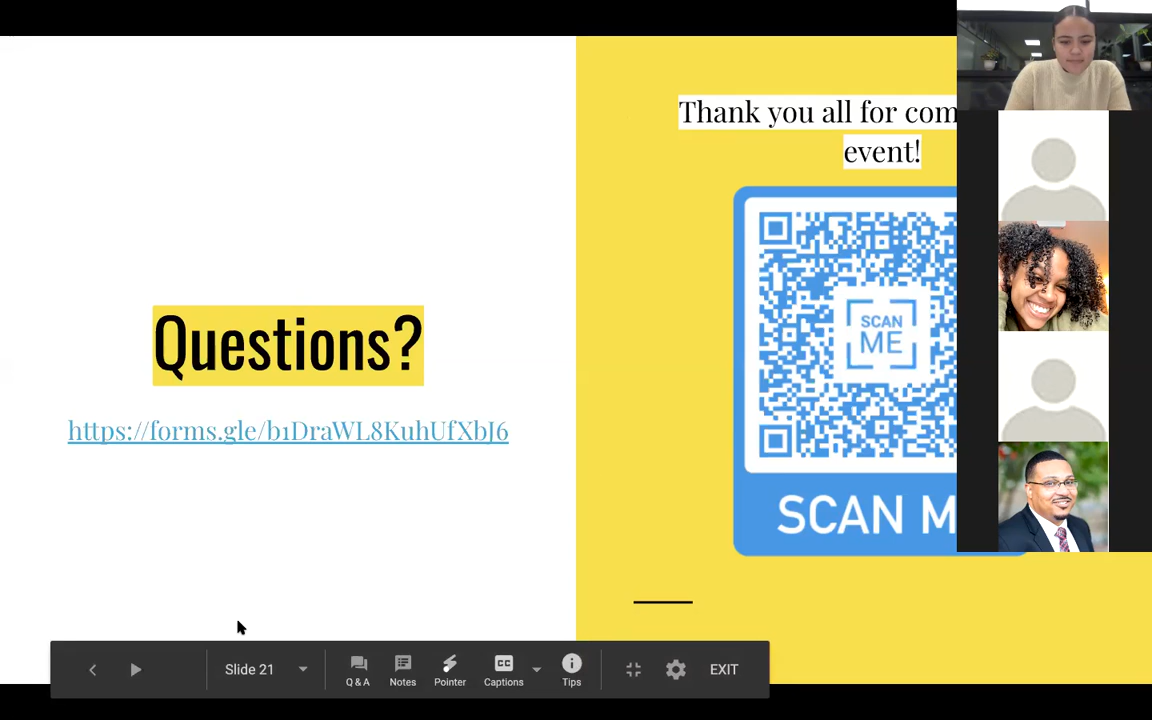 Thank you all for com
event!
SCAN
ME
SCAN M
Questions?
https://forms.gle/b1DraWL8KuhUfXbJ6
Slide 21
Q & A
Notes
Pointer
CC
Captions
Tips
EXIT